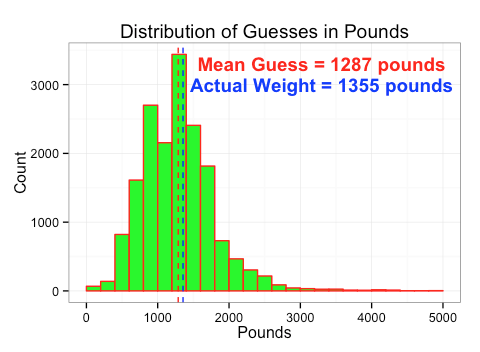 Distribution of Guesses in Pounds
Mean Guess = 1287 pounds
Actual Weight = 1355 pounds
Count
3000
2000
1000
0
0 1000 2000 3000 4000 5000
Pounds